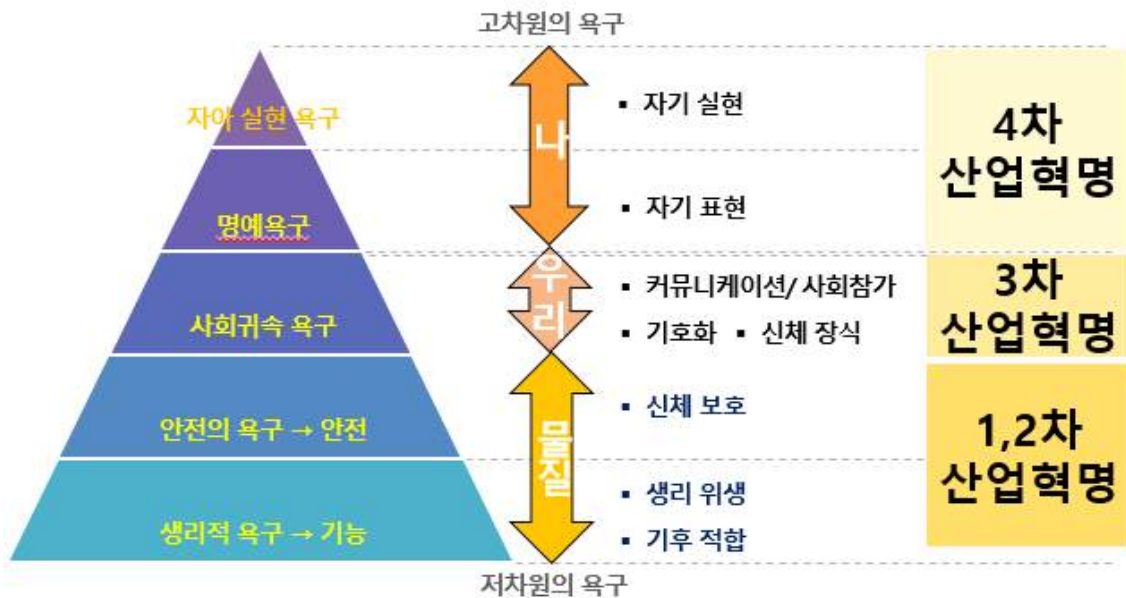 고차원의 욕구
자아 실현 욕구
나
▪ 자기 실현
4차
산업혁명
명예욕구
▪ 자기 표현
사회귀속 욕구
우리
▪ 커뮤니케이션/ 사회참가
▪ 기호화 ▪ 신체 장식
3차
산업혁명
안전의 욕구 → 안전
물질
▪ 신체 보호
1,2차
산업혁명
생리적 욕구 → 기능
▪ 생리 위생
▪ 기후 적합
저차원의 욕구